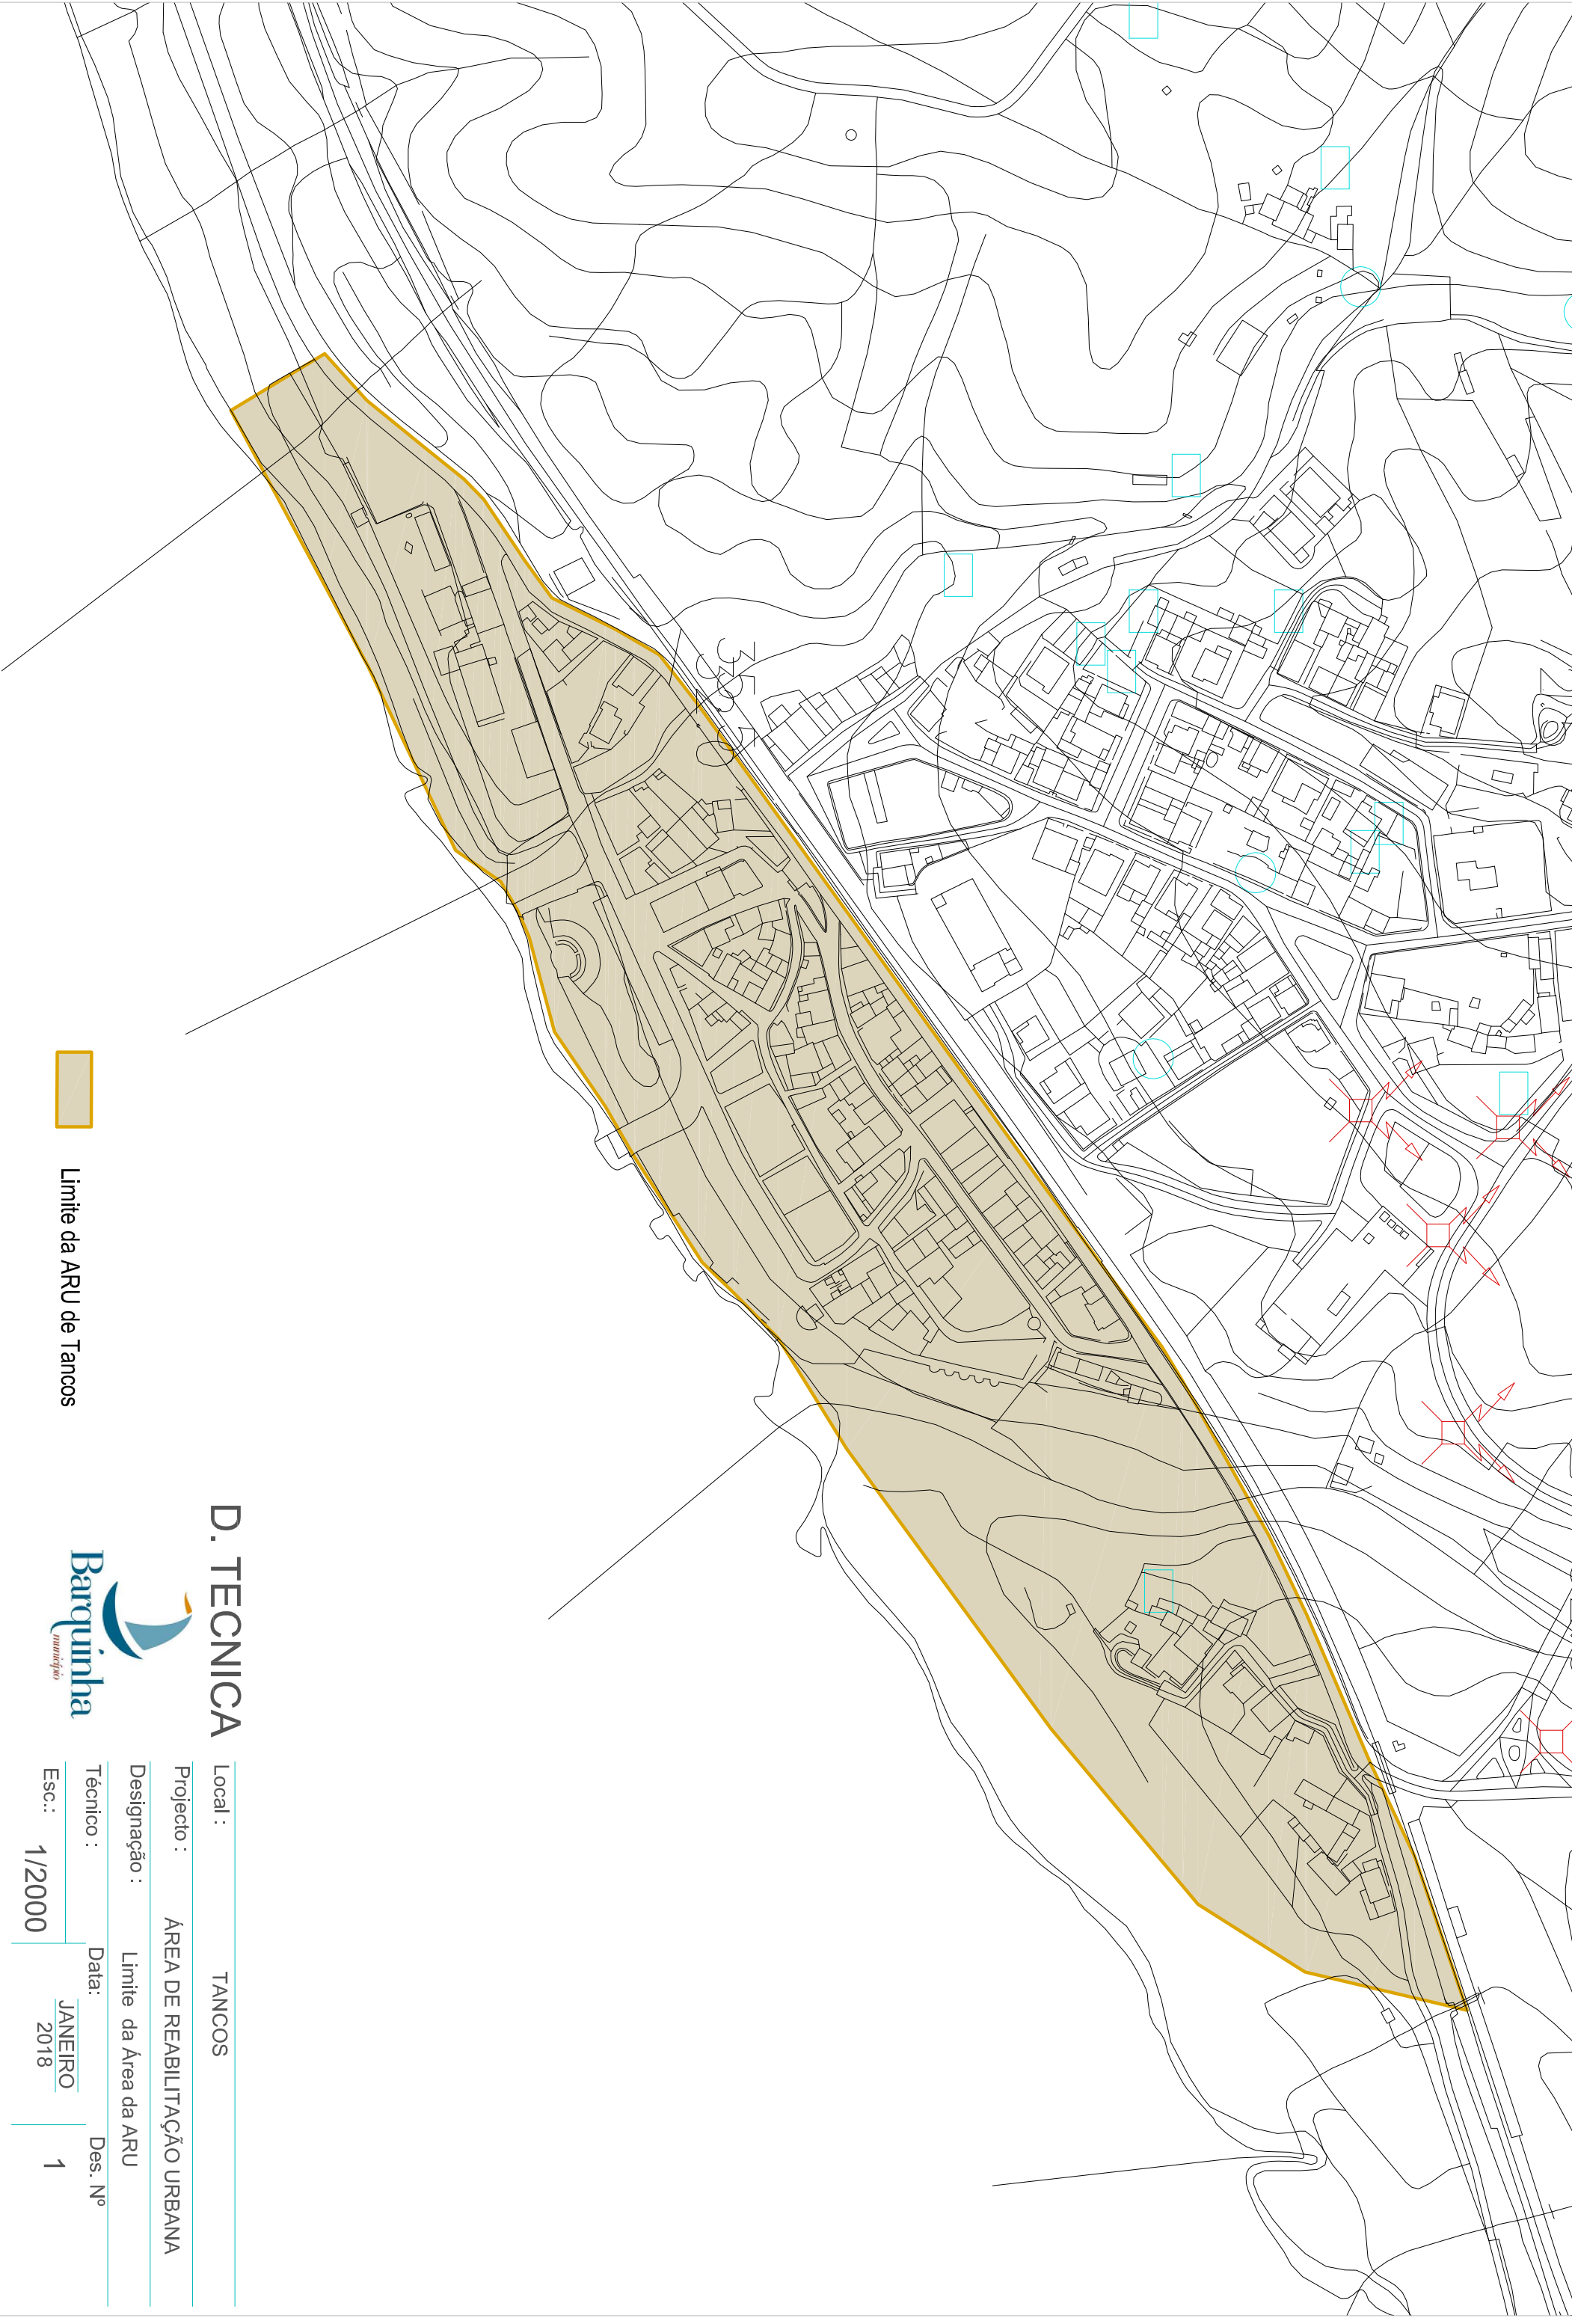 Limite da ARU de Tancos
D. TECNICA
Barquinha
município
Local : TANCOS
Projecto : ÁREA DE REABILITAÇÃO URBANA
Designação : Limite da Área da ARU
Técnico : Data: Des. Nº
Esc.: 1/2000 JANEIRO 2018 1